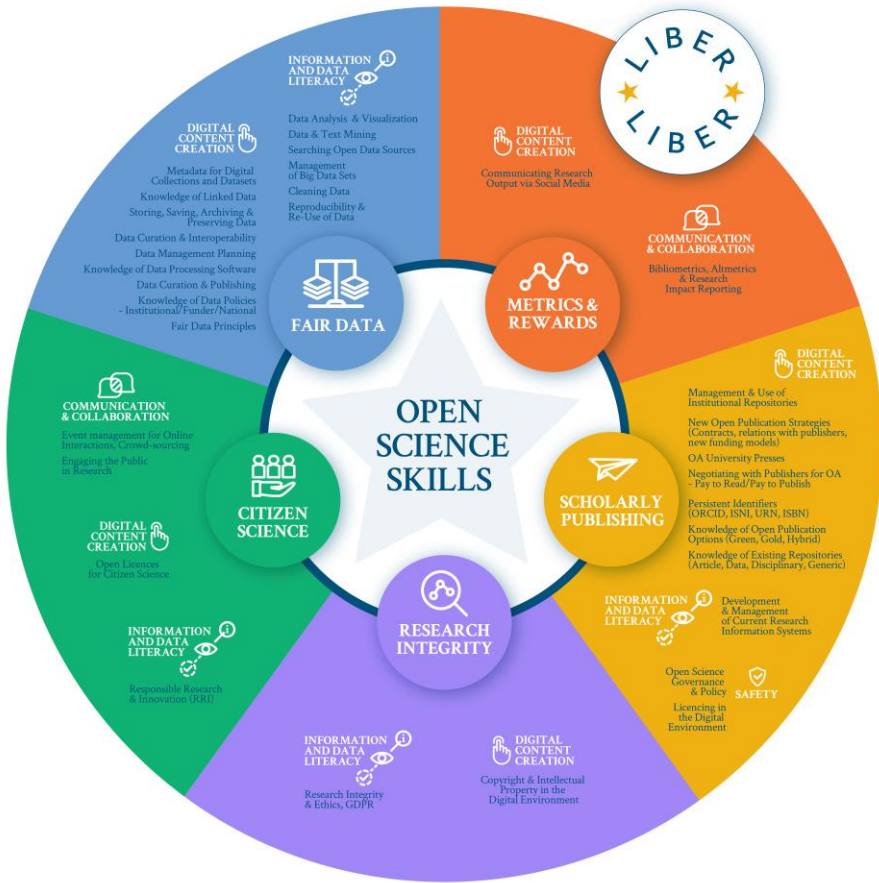 LIBER
LIBER
OPEN
SCIENCE
SKILLS
FAIR DATA
INFORMATION
AND DATA
LITERACY
Data Analysis & Visualization
Data & Text Mining
Searching Open Data Sources
Management
of Big Data Sets
Cleaning Data
Reproducibility &
Re-Use of Data
DIGITAL
CONTENT
CREATION
Metadata for Digital
Collections and Datasets
Knowledge of Linked Data
Storing, Saving, Archiving &
Preserving Data
Data Curation & Interoperability
Data Management Planning
Knowledge of Data Processing Software
Data Curation & Publishing
Knowledge of Data Policies
- Institutional/Funder/National
Fair Data Principles
METRICS &
REWARDS
DIGITAL
CONTENT
CREATION
Communicating Research
Output via Social Media
COMMUNICATION
& COLLABORATION
Bibliometrics, Altmetrics
& Research
Impact Reporting
SCHOLARLY
PUBLISHING
DIGITAL
CONTENT
CREATION
Management & Use of
Institutional Repositories
New Open Publication Strategies
(Contracts, relations with publishers,
new funding models)
OA University Presses
Negotiating with Publishers for OA
- Pay to Read/Pay to Publish
Persistent Identifiers
(ORCID, ISNI, URN, ISBN)
Knowledge of Open Publication
Options (Green, Gold, Hybrid)
Knowledge of Existing Repositories
(Article, Data, Disciplinary, Generic)
INFORMATION
AND DATA
LITERACY
Development
& Management
of Current Research
Information Systems
Open Science
Governance
& Policy
Licencing in
the Digital
Environment
SAFETY
RESEARCH
INTEGRITY
INFORMATION
AND DATA
LITERACY
Research Integrity
& Ethics, GDPR
DIGITAL
CONTENT
CREATION
Copyright & Intellectual
Property in the
Digital Environment
CITIZEN
SCIENCE
COMMUNICATION
& COLLABORATION
Event management for Online
Interactions, Crowd-sourcing
Engaging the Public
in Research
DIGITAL
CONTENT
CREATION
Open Licences
for Citizen Science
INFORMATION
AND DATA
LITERACY
Responsible Research
& Innovation (RRI)